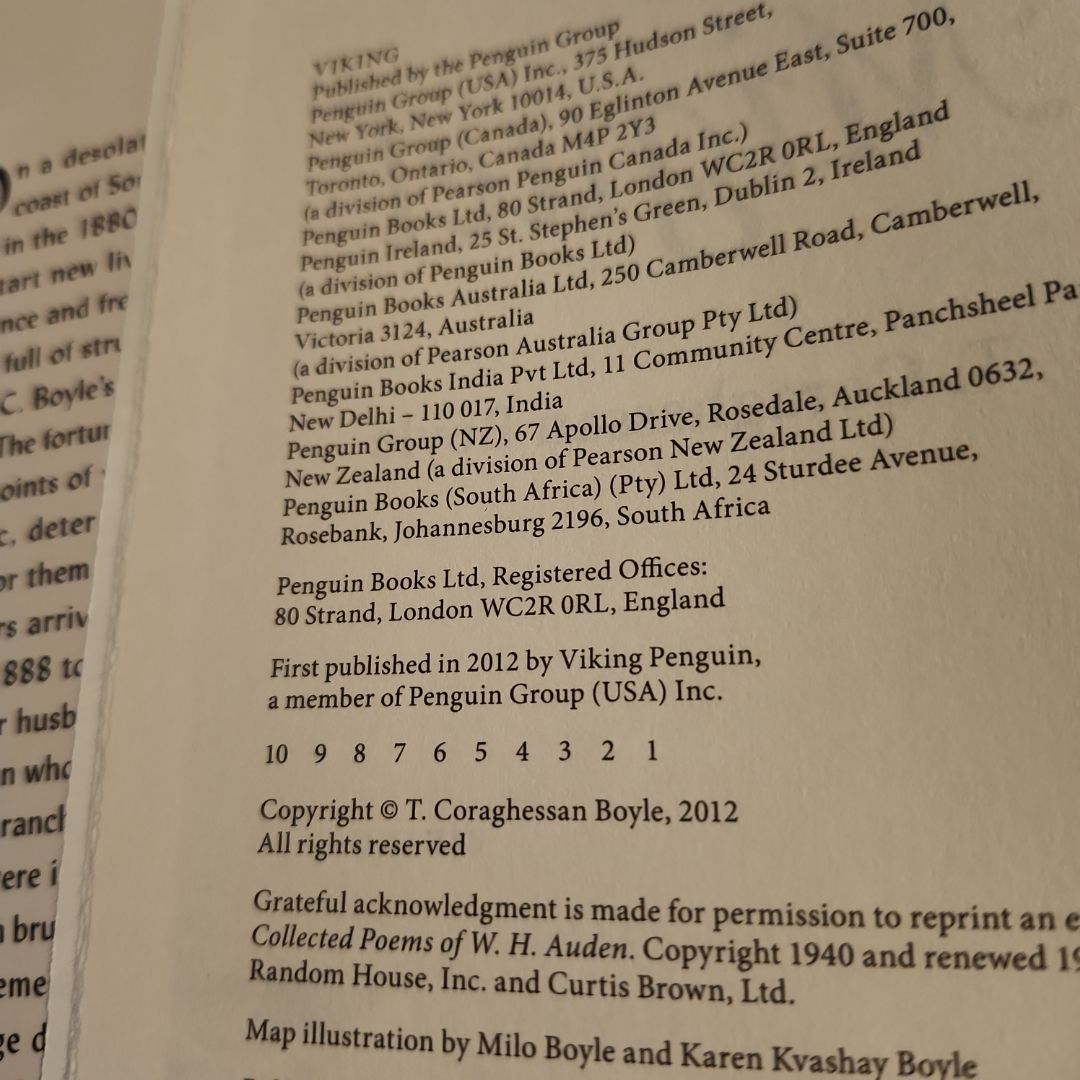 n a desolat
coast of So
in the 1880
tart new liv
nce and fre
full of stru
C. Boyle's
The fortun
oints of
c, deter
or them
rs arriv
888 to
r husb
n who
ranch
ere i
n bru
eme
ge d
VIKING
Published by the Penguin Group
Penguin Group (USA) Inc., 375 Hudson Street,
New York, New York 10014, U.S.A.
Penguin Group (Canada), 90 Eglinton Avenue East, Suite 700,
Toronto, Ontario, Canada M4P 2Y3
(a division of Pearson Penguin Canada Inc.)
Penguin Books Ltd, 80 Strand, London WC2R 0RL, England
Penguin Ireland, 25 St. Stephen's Green, Dublin 2, Ireland
(a division of Penguin Books Ltd)
Penguin Books Australia Ltd, 250 Camberwell Road, Camberwell,
Victoria 3124, Australia
(a division of Pearson Australia Group Pty Ltd)
Penguin Books India Pvt Ltd, 11 Community Centre, Panchsheel Pa
New Delhi – 110 017, India
Penguin Group (NZ), 67 Apollo Drive, Rosedale, Auckland 0632,
New Zealand (a division of Pearson New Zealand Ltd)
Penguin Books (South Africa) (Pty) Ltd, 24 Sturdee Avenue,
Rosebank, Johannesburg 2196, South Africa
Penguin Books Ltd, Registered Offices:
80 Strand, London WC2R 0RL, England
First published in 2012 by Viking Penguin,
a member of Penguin Group (USA) Inc.
10 9 8 7 6 5 4 3 2 1
Copyright © T. Coraghessan Boyle, 2012
All rights reserved
Grateful acknowledgment is made for permission to reprint an e
Collected Poems of W. H. Auden. Copyright 1940 and renewed 19
Random House, Inc. and Curtis Brown, Ltd.
Map illustration by Milo Boyle and Karen Kvashay Boyle